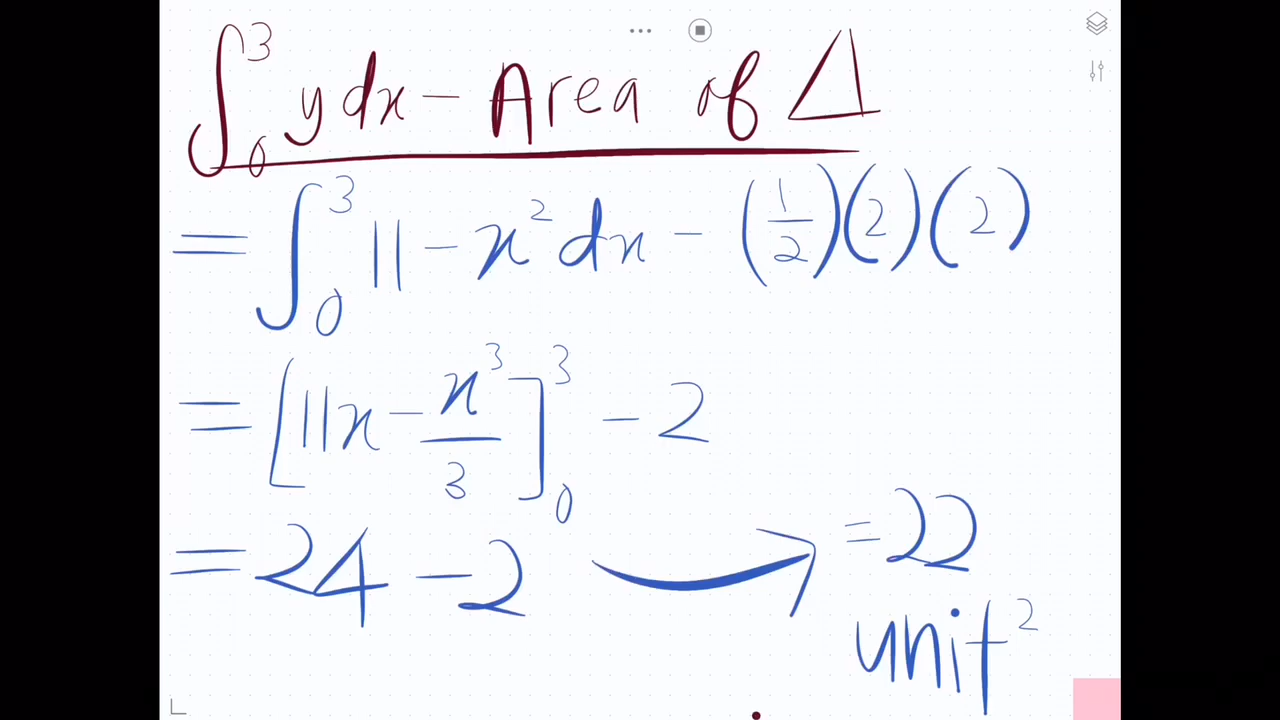 ∫₀³ y dx - Area of Δ
= ∫₀³ 11 - x² dx - (1/2)(2)(2)
= [11x - x³/3]₀³ - 2
= 24 - 2 → = 22
unit²